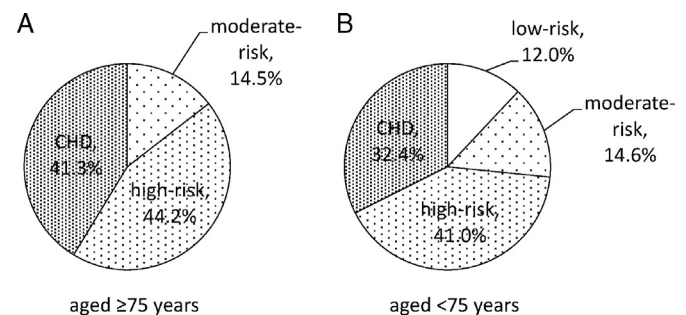 A
moderate-
risk,
14.5%
CHD,
41.3%
high-risk,
44.2%
aged ≥75 years
B
low-risk,
12.0%
moderate-
risk,
14.6%
CHD,
32.4%
high-risk,
41.0%
aged <75 years